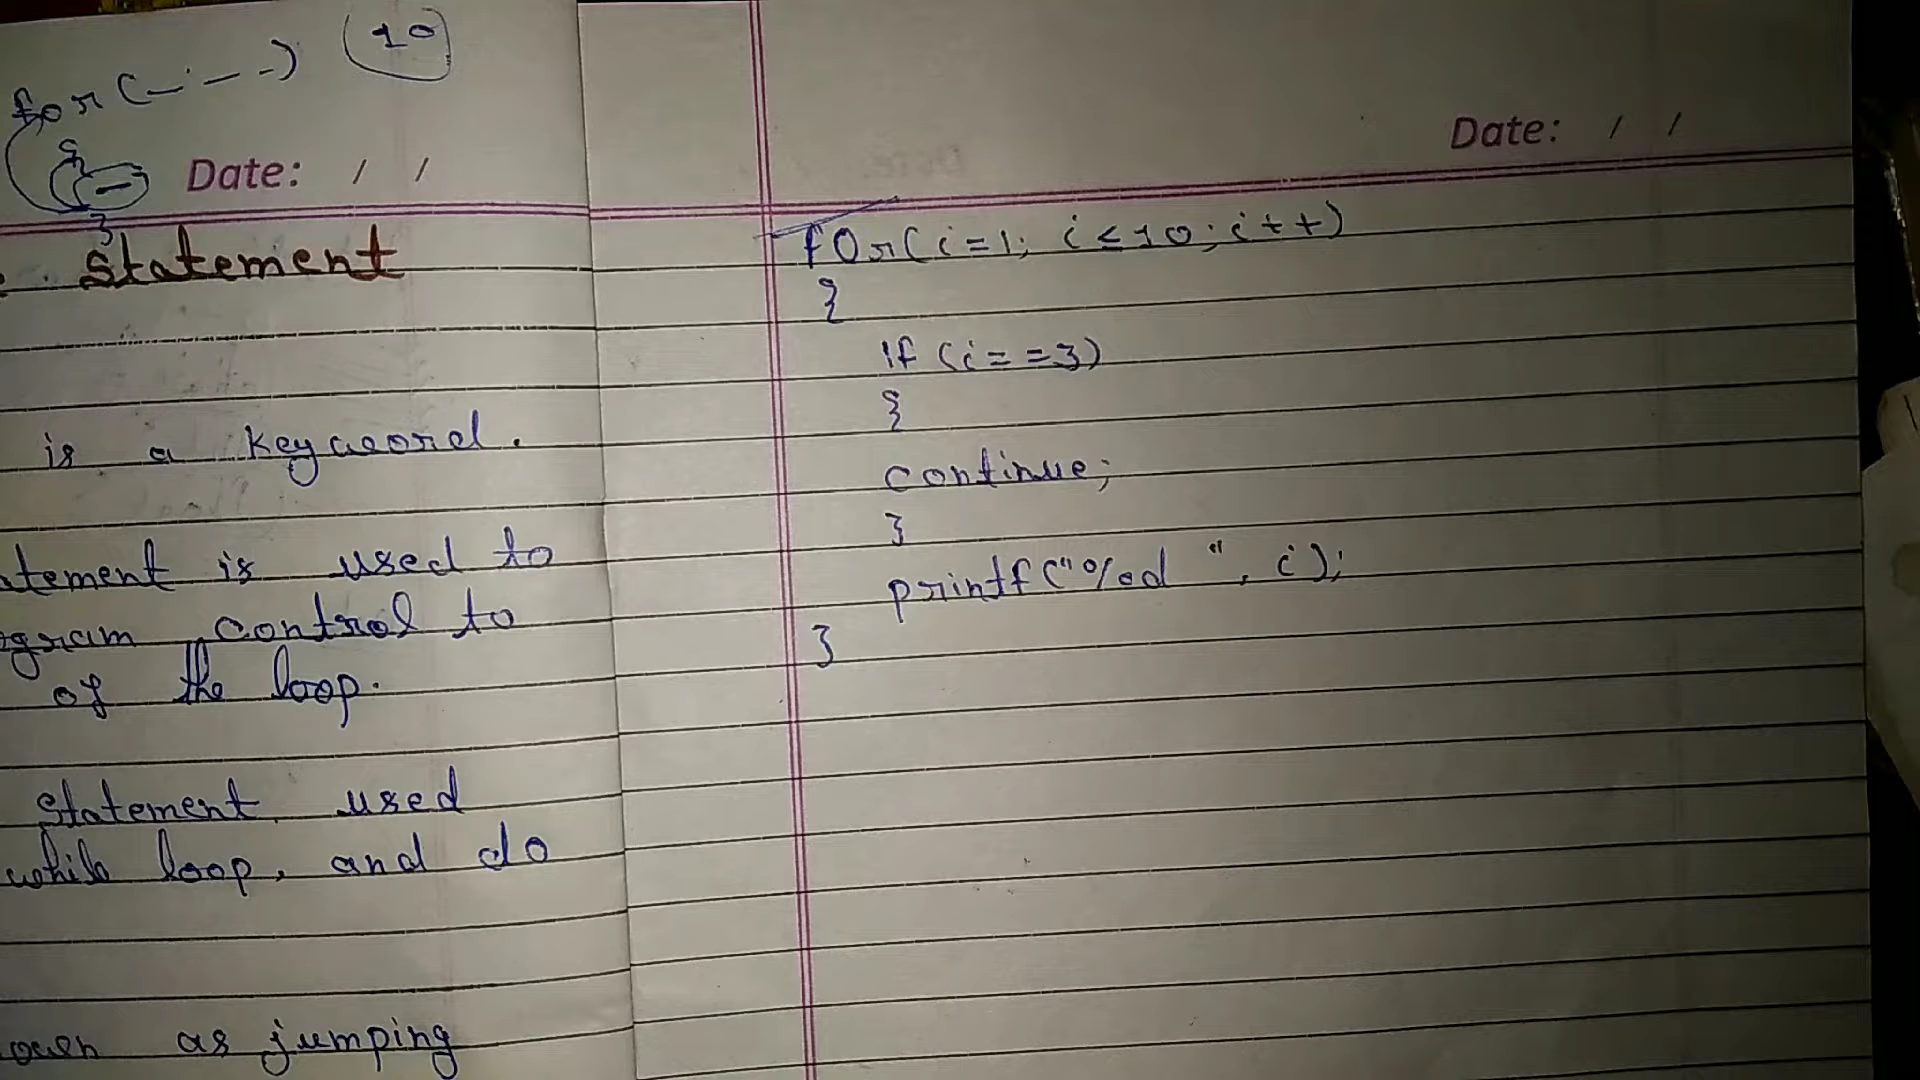 for(-.--) 10
{
-
}
Date: / /
Statement
is a keyword.
tement is used to
gram control to
of the loop.
statement used
while loop, and do
as jumping
Date: / /
for(i=1; i≤10; i++)
{
if (i==3)
{
continue;
}
printf("%d ", i);
}